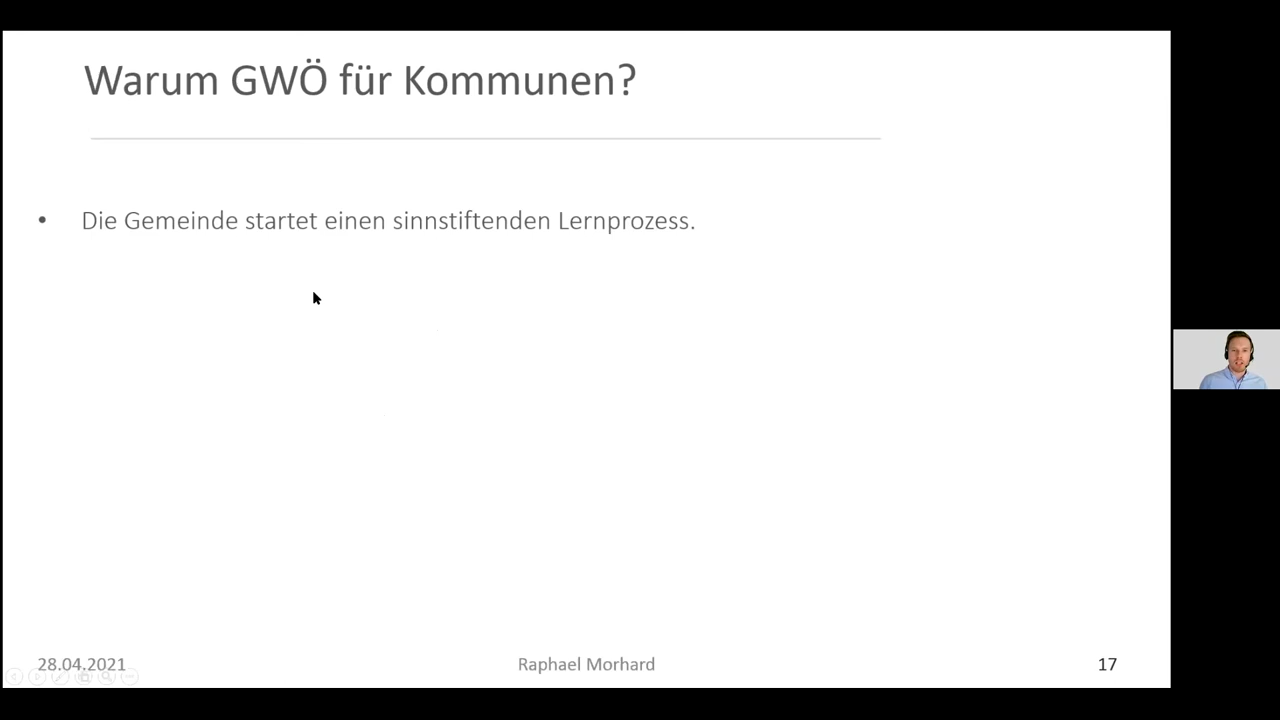 Warum GWÖ für Kommunen?
• Die Gemeinde startet einen sinnstiftenden Lernprozess.
28.04.2021
Raphael Morhard
17